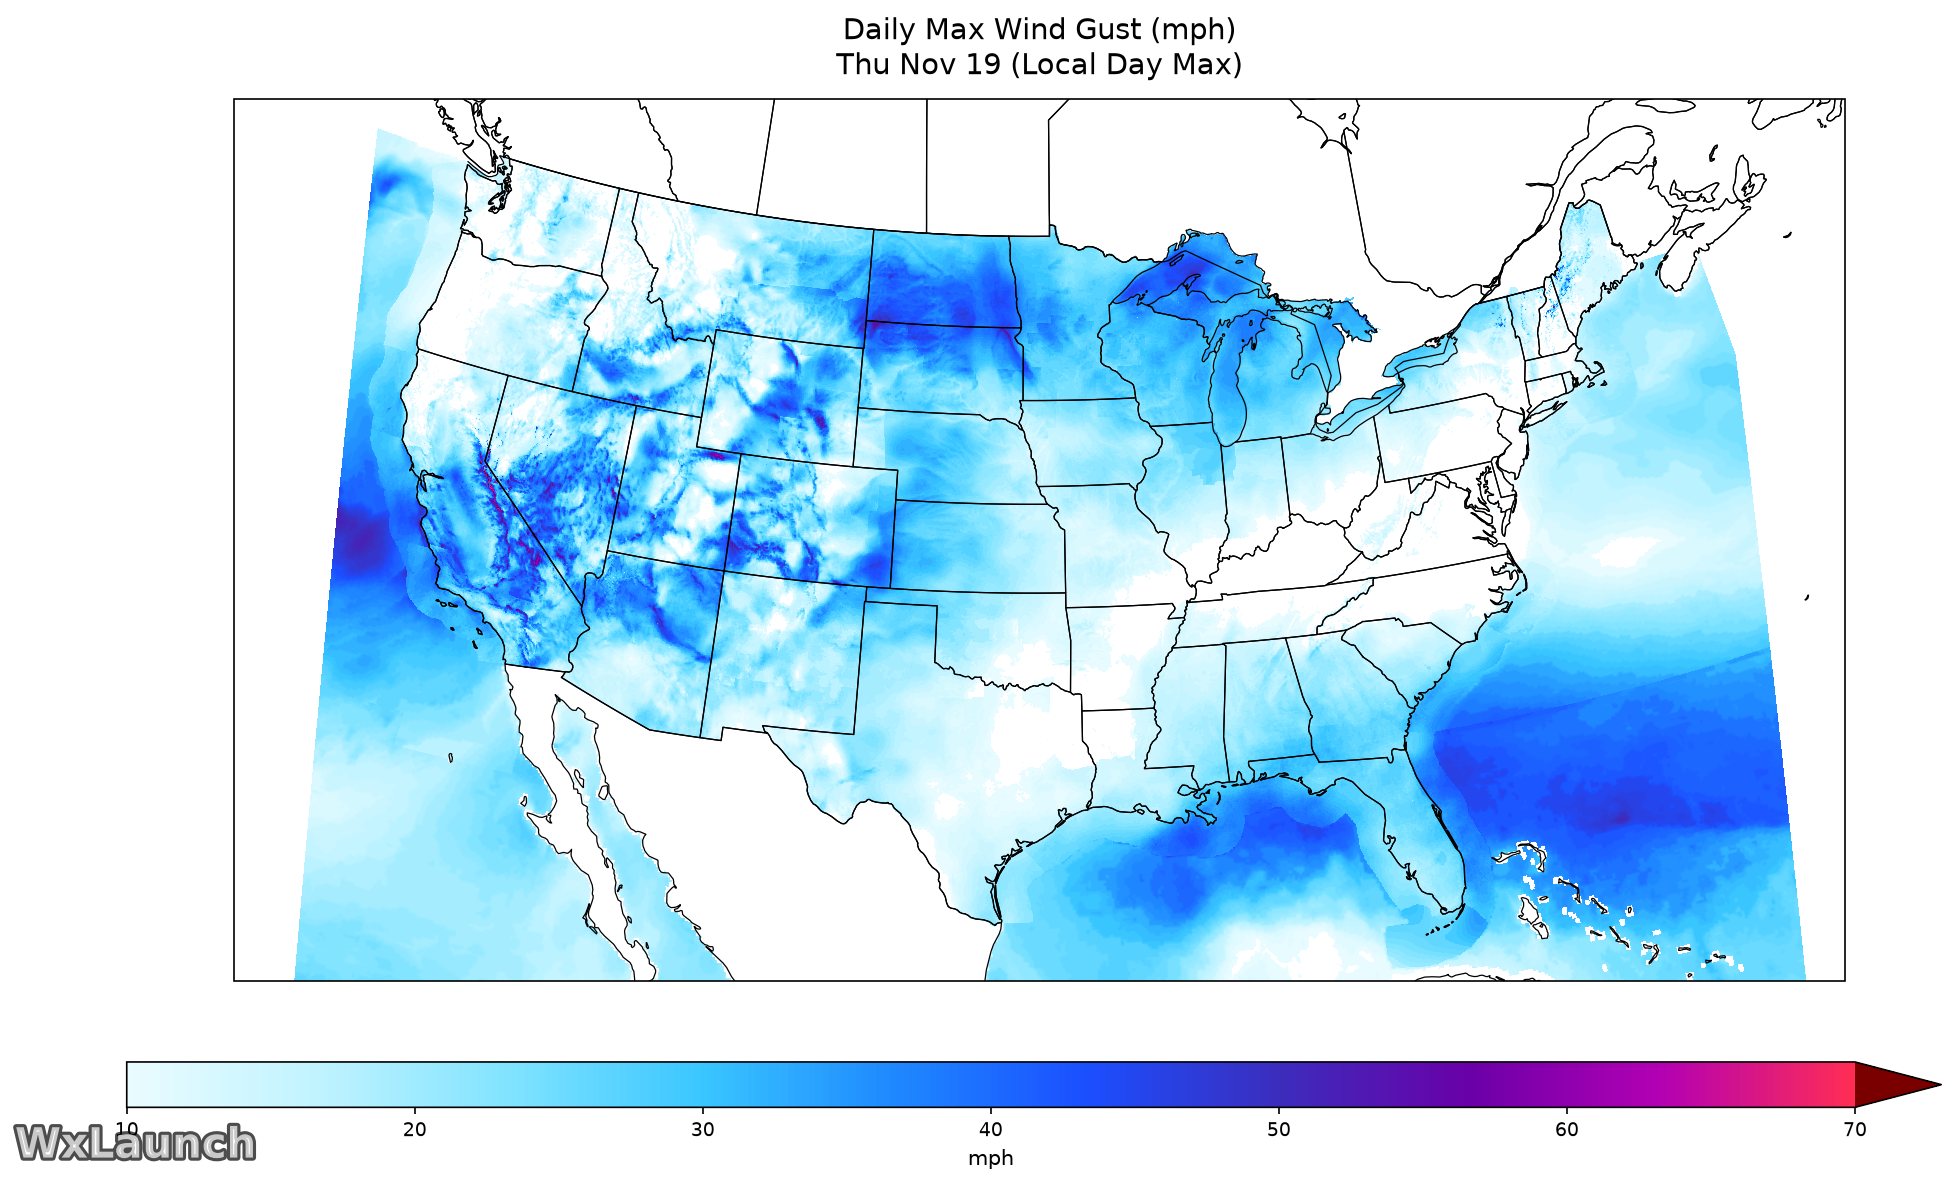 Daily Max Wind Gust (mph)
Thu Nov 19 (Local Day Max)
10 20 30 40 50 60 70
mph
WxLaunch